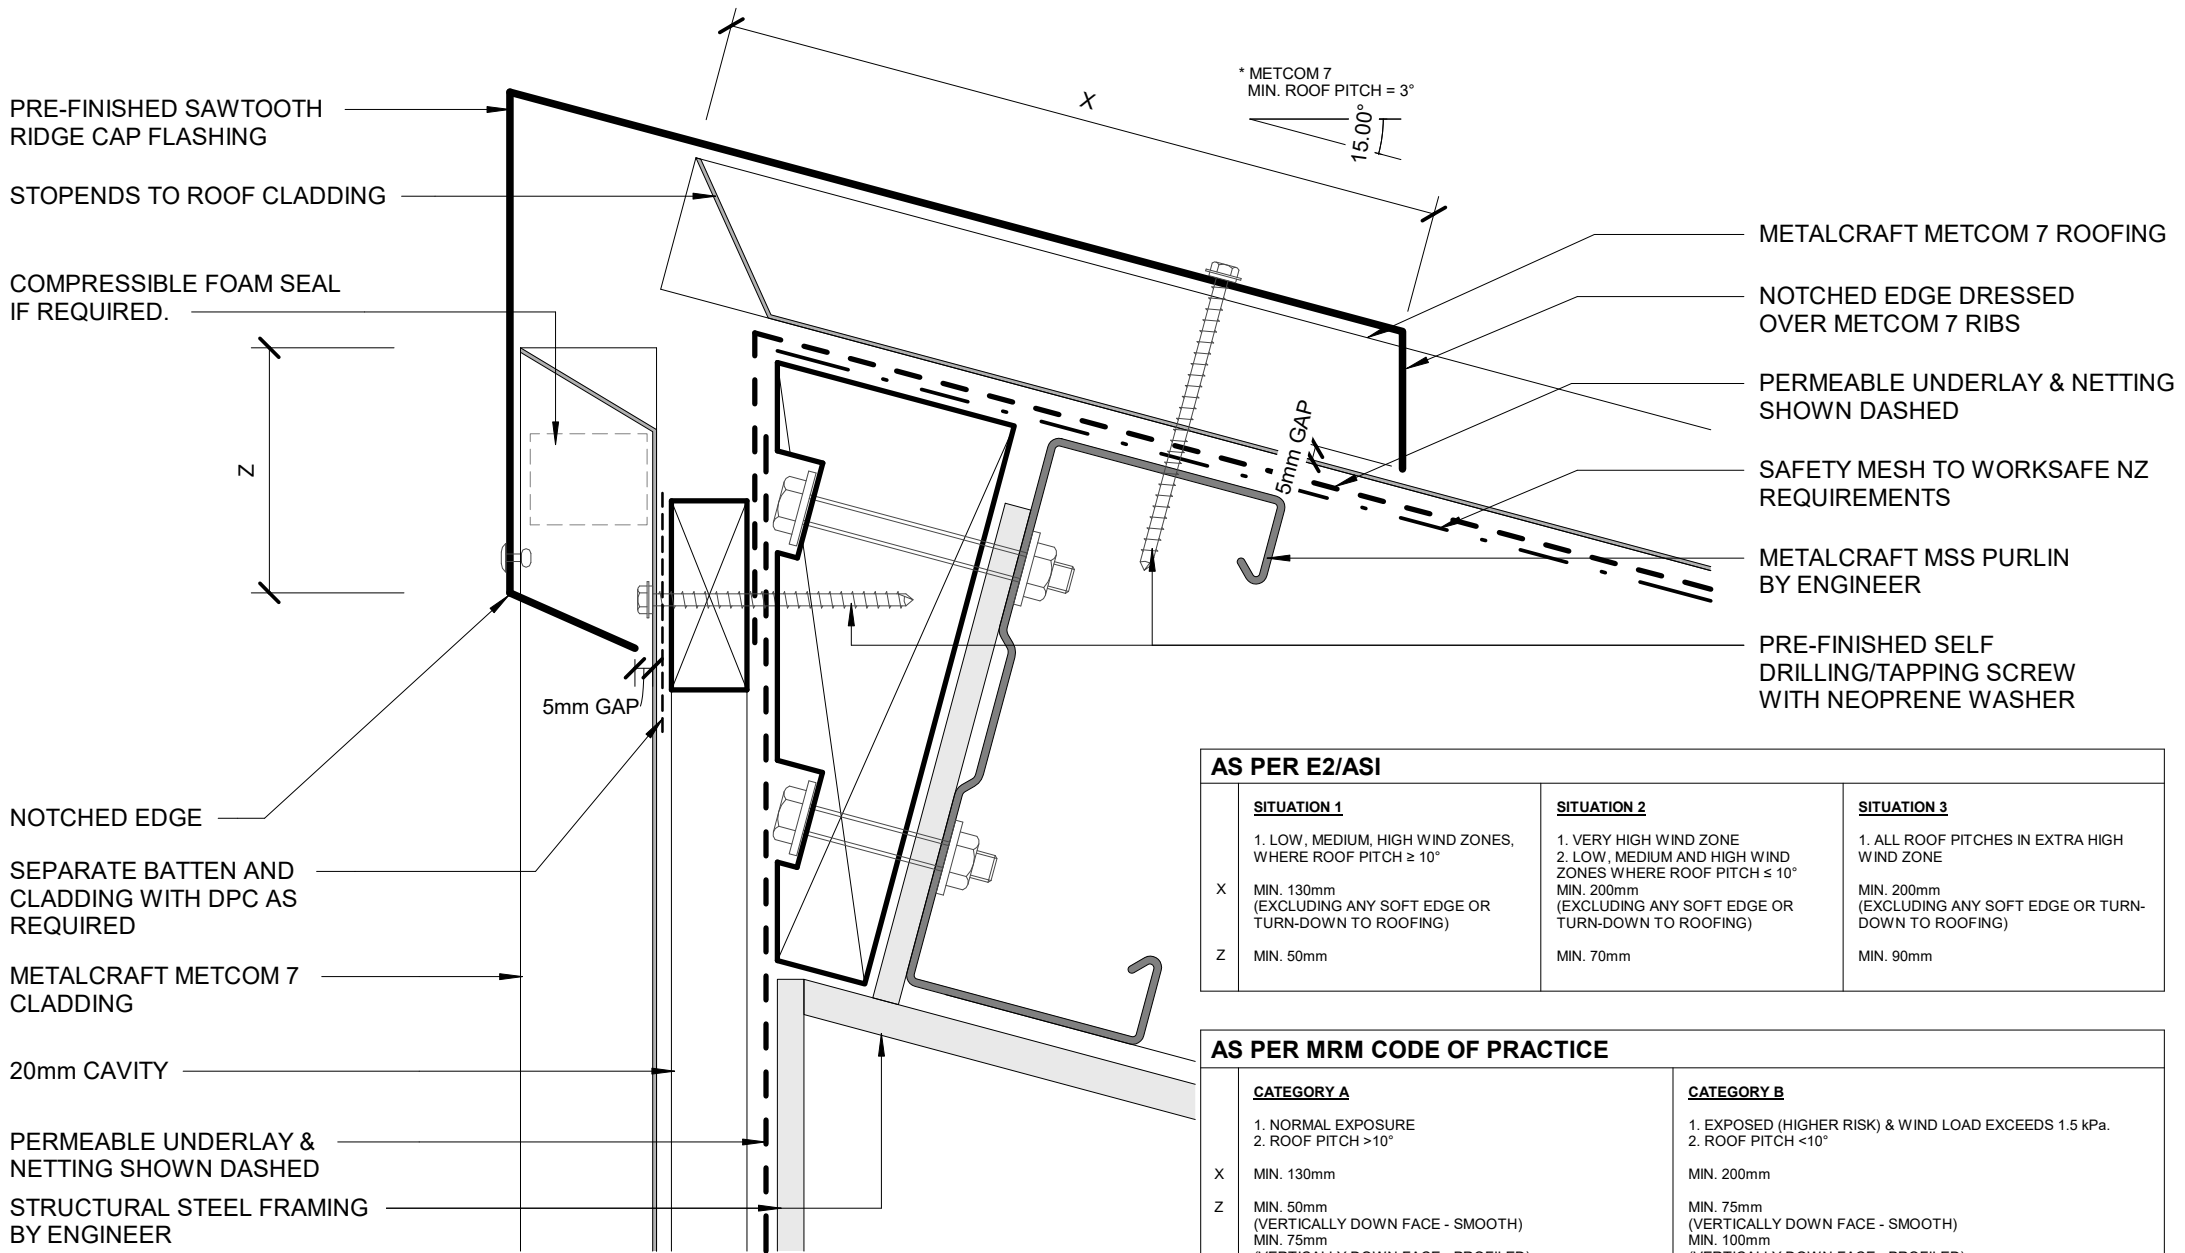 * METCOM 7
MIN. ROOF PITCH = 3°
15.00°
X
PRE-FINISHED SAWTOOTH
RIDGE CAP FLASHING
STOPENDS TO ROOF CLADDING
COMPRESSIBLE FOAM SEAL
IF REQUIRED.
Z
5mm GAP
NOTCHED EDGE
SEPARATE BATTEN AND
CLADDING WITH DPC AS
REQUIRED
METALCRAFT METCOM 7
CLADDING
20mm CAVITY
PERMEABLE UNDERLAY &
NETTING SHOWN DASHED
STRUCTURAL STEEL FRAMING
BY ENGINEER
5mm GAP
METALCRAFT METCOM 7 ROOFING
NOTCHED EDGE DRESSED
OVER METCOM 7 RIBS
PERMEABLE UNDERLAY & NETTING
SHOWN DASHED
SAFETY MESH TO WORKSAFE NZ
REQUIREMENTS
METALCRAFT MSS PURLIN
BY ENGINEER
PRE-FINISHED SELF
DRILLING/TAPPING SCREW
WITH NEOPRENE WASHER
AS PER E2/ASI
SITUATION 1
1. LOW, MEDIUM, HIGH WIND ZONES,
WHERE ROOF PITCH ≥ 10°
X
MIN. 130mm
(EXCLUDING ANY SOFT EDGE OR
TURN-DOWN TO ROOFING)
Z
MIN. 50mm
SITUATION 2
1. VERY HIGH WIND ZONE
2. LOW, MEDIUM AND HIGH WIND
ZONES WHERE ROOF PITCH ≤ 10°
MIN. 200mm
(EXCLUDING ANY SOFT EDGE OR
TURN-DOWN TO ROOFING)
MIN. 70mm
SITUATION 3
1. ALL ROOF PITCHES IN EXTRA HIGH
WIND ZONE
MIN. 200mm
(EXCLUDING ANY SOFT EDGE OR TURN-
DOWN TO ROOFING)
MIN. 90mm
AS PER MRM CODE OF PRACTICE
CATEGORY A
1. NORMAL EXPOSURE
2. ROOF PITCH >10°
X
MIN. 130mm
Z
MIN. 50mm
(VERTICALLY DOWN FACE - SMOOTH)
MIN. 75mm
(VERTICALLY DOWN FACE - PROFILED)
CATEGORY B
1. EXPOSED (HIGHER RISK) & WIND LOAD EXCEEDS 1.5 kPa.
2. ROOF PITCH <10°
MIN. 200mm
MIN. 75mm
(VERTICALLY DOWN FACE - SMOOTH)
MIN. 100mm
(VERTICALLY DOWN FACE - PROFILED)